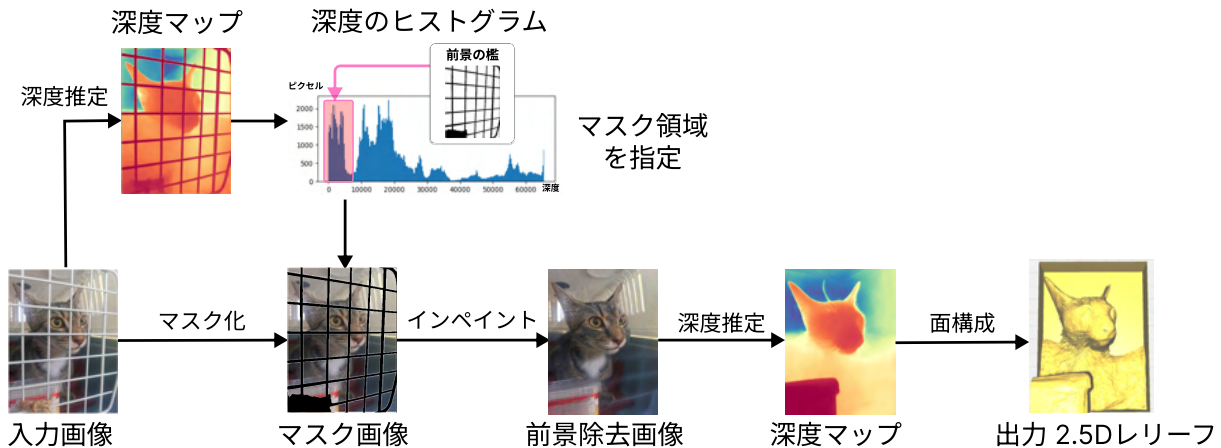 深度マップ
深度のヒストグラム
前景の檻
深度推定
ピクセル
2000
1500
1000
500
0
0 10000 20000 30000 40000 50000 60000 深度
マスク領域
を指定
マスク化
インペイント
深度推定
面構成
入力画像
マスク画像
前景除去画像
深度マップ
出力 2.5Dレリーフ